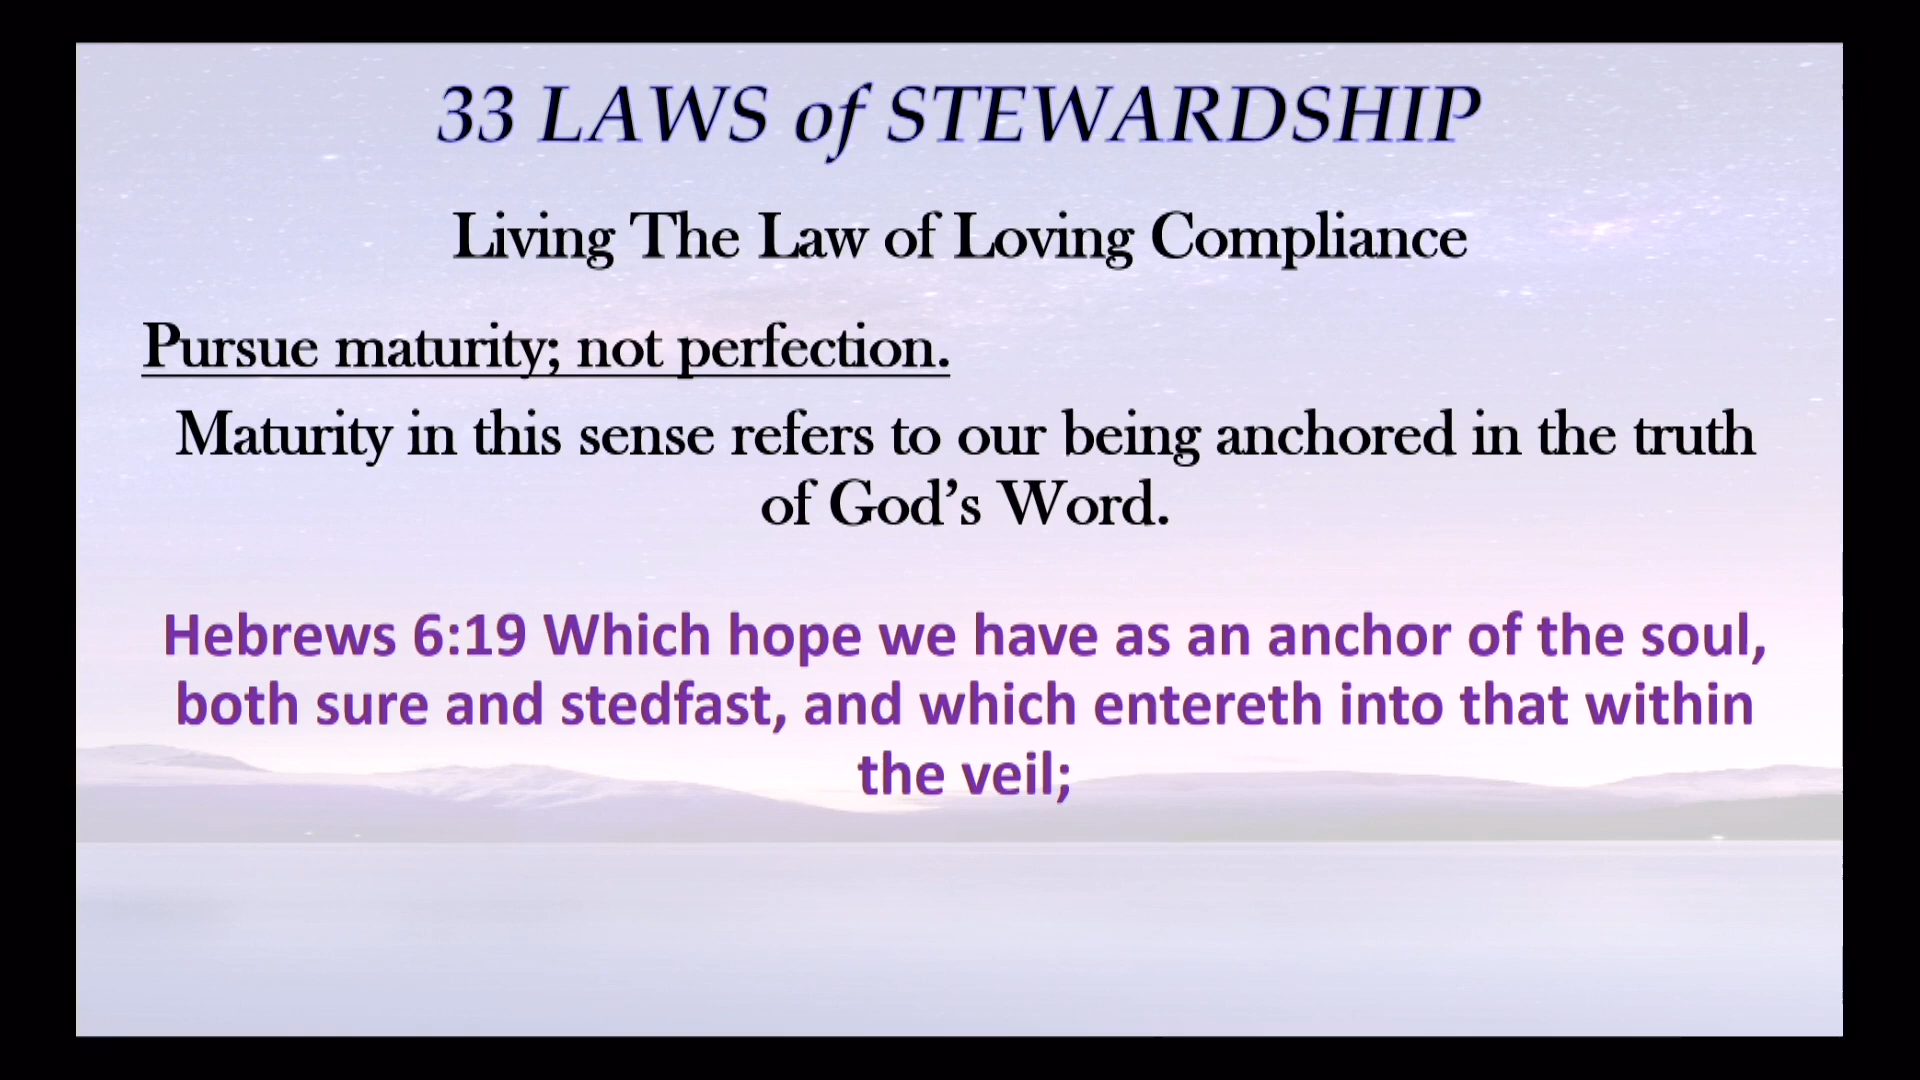 33 LAWS of STEWARDSHIP
Living The Law of Loving Compliance
Pursue maturity; not perfection.
Maturity in this sense refers to our being anchored in the truth
of God’s Word.
Hebrews 6:19 Which hope we have as an anchor of the soul,
both sure and stedfast, and which entereth into that within
the veil;